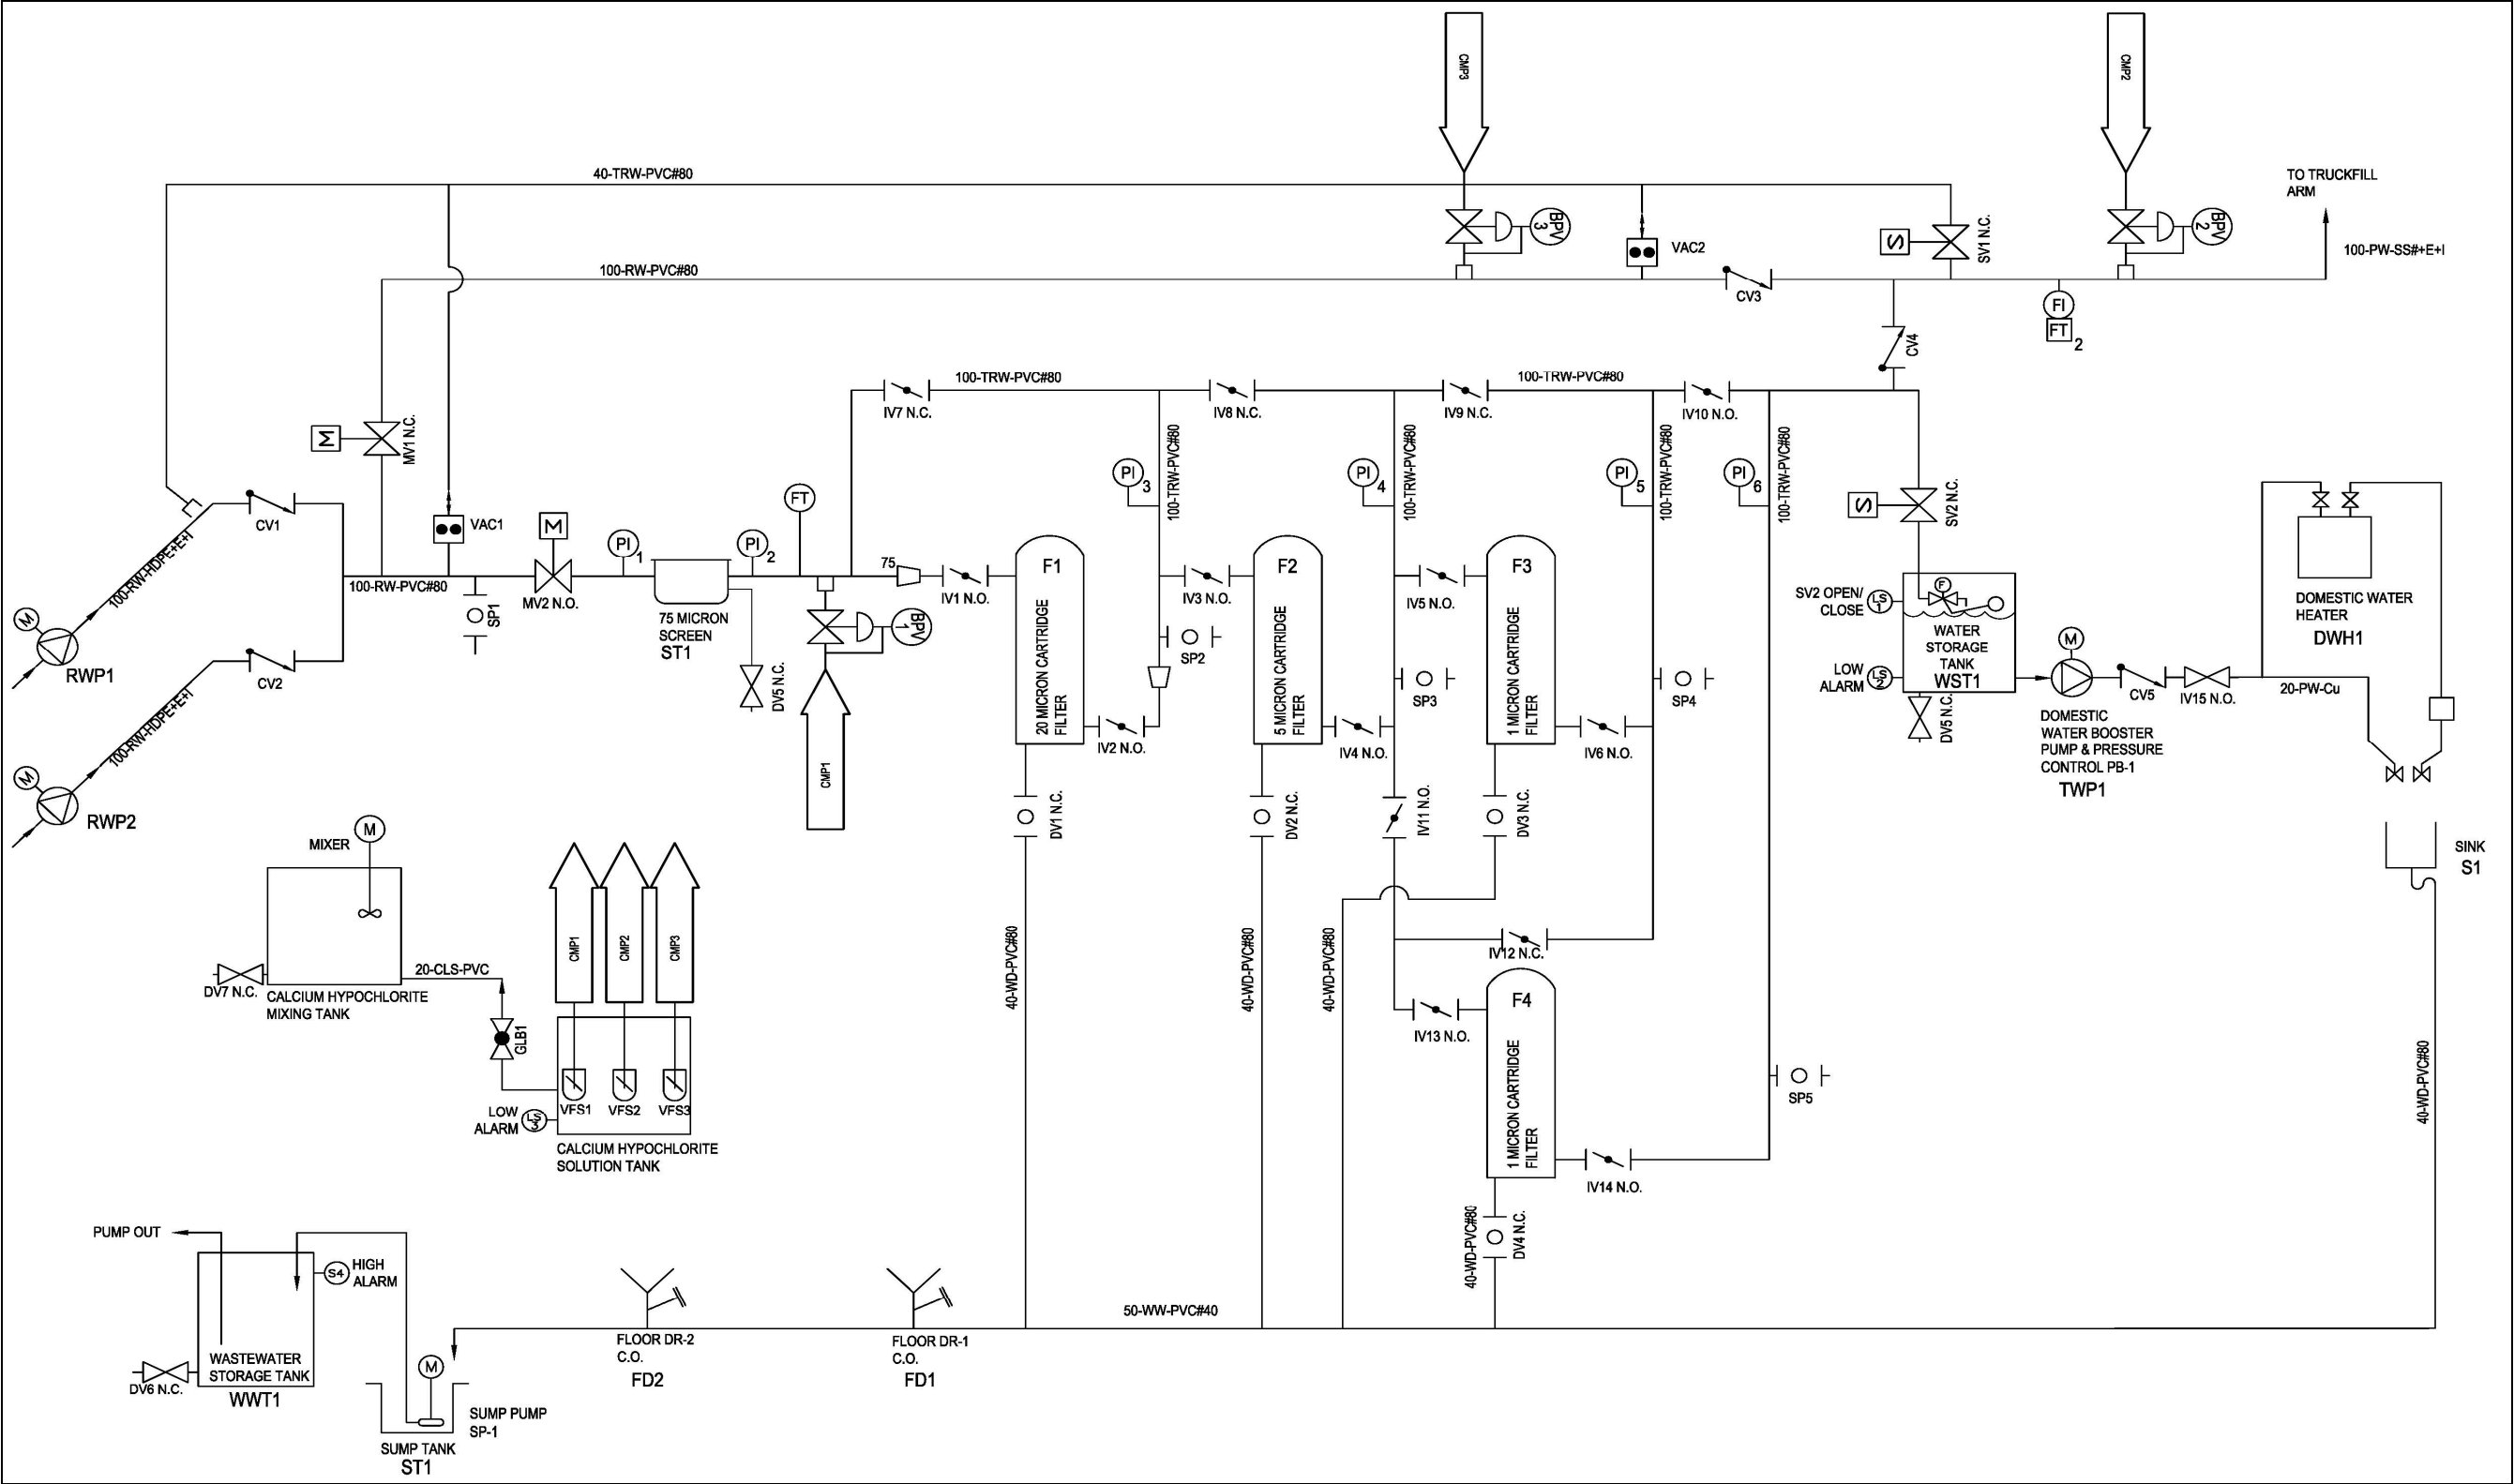 CMP3
CMP2
40-TRW-PVC#80
TO TRUCKFILL
ARM
BPV
3
VAC2
S
SV1 N.C.
BPV
2
100-PW-SS#+E+I
100-RW-PVC#80
CV3
FI
FT
2
CV4
100-TRW-PVC#80
100-TRW-PVC#80
IV7 N.C.
IV8 N.C.
IV9 N.C.
IV10 N.O.
M
MV1 N.C.
100-TRW-PVC#80
100-TRW-PVC#80
100-TRW-PVC#80
100-TRW-PVC#80
PI
3
PI
4
PI
5
PI
6
S
SV2 N.C.
CV1
VAC1
M
FT
PI
1
PI
2
100-RW-HDPE+E+I
100-RW-PVC#80
SP1
MV2 N.O.
75 MICRON
SCREEN
ST1
DV5 N.C.
BPV
1
75
IV1 N.O.
F1
20 MICRON CARTRIDGE
FILTER
IV3 N.O.
F2
5 MICRON CARTRIDGE
FILTER
IV5 N.O.
F3
1 MICRON CARTRIDGE
FILTER
SP2
SP3
SP4
IV2 N.O.
IV4 N.O.
IV6 N.O.
SV2 OPEN/
CLOSE
LS
1
F
WATER
STORAGE
TANK
WST1
LOW
ALARM
LS
2
DV5 N.C.
M
DOMESTIC
WATER BOOSTER
PUMP & PRESSURE
CONTROL PB-1
TWP1
CV5
IV15 N.O.
20-PW-Cu
DOMESTIC WATER
HEATER
DWH1
M
RWP1
CV2
100-RW-HDPE+E+I
M
RWP2
CMP1
DV1 N.C.
DV2 N.C.
IV11 N.O.
DV3 N.C.
SINK
S1
MIXER
M
CMP1
CMP2
CMP3
40-WD-PVC#80
40-WD-PVC#80
40-WD-PVC#80
IV12 N.C.
DV7 N.C.
20-CLS-PVC
CALCIUM HYPOCHLORITE
MIXING TANK
GLB1
VFS1
VFS2
VFS3
LOW
ALARM
LS
3
CALCIUM HYPOCHLORITE
SOLUTION TANK
IV13 N.O.
F4
1 MICRON CARTRIDGE
FILTER
SP5
IV14 N.O.
40-WD-PVC#80
40-WD-PVC#80
DV4 N.C.
PUMP OUT
S4
HIGH
ALARM
WASTEWATER
STORAGE TANK
WWT1
DV6 N.C.
M
SUMP PUMP
SP-1
SUMP TANK
ST1
FLOOR DR-2
C.O.
FD2
FLOOR DR-1
C.O.
FD1
50-WW-PVC#40